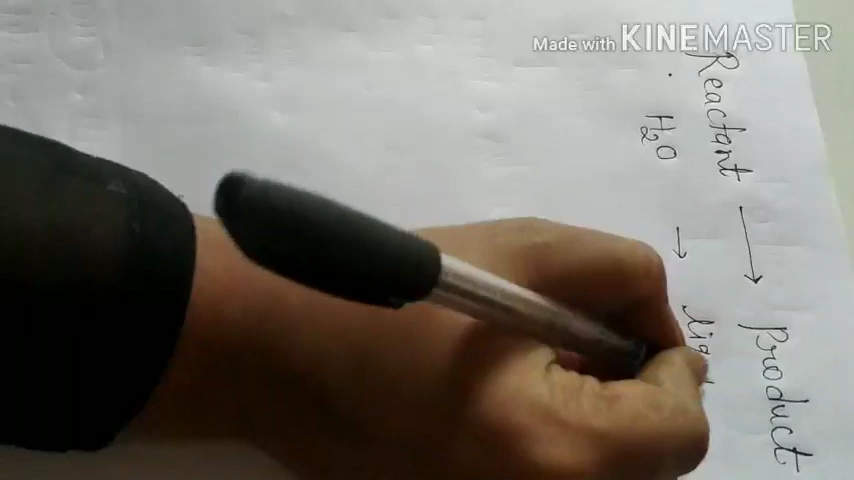 Made with KINEMASTER
Reactant → Product
H2O →